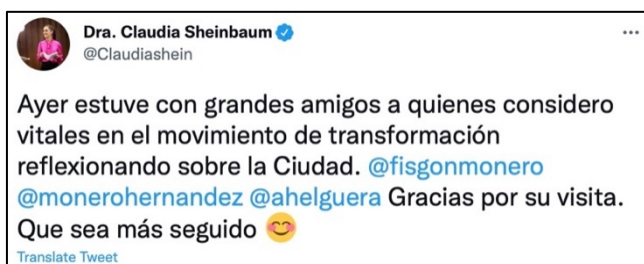 Dra. Claudia Sheinbaum
@Claudiashein
Ayer estuve con grandes amigos a quienes considero
vitales en el movimiento de transformación
reflexionando sobre la Ciudad. @fisgonmonero
@monerohernandez @ahelguera Gracias por su visita.
Que sea más seguido 😊
Translate Tweet